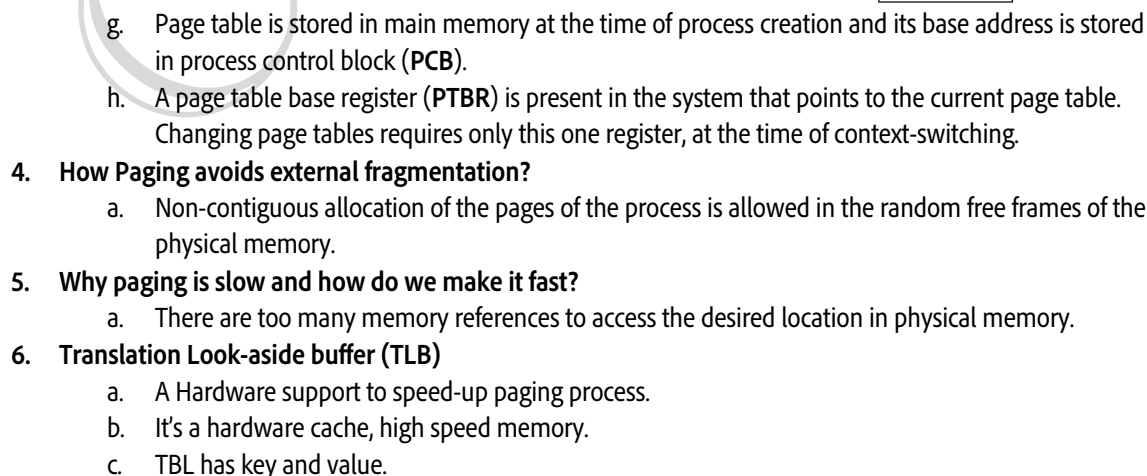 g. Page table is stored in main memory at the time of process creation and its base address is stored
in process control block (PCB).
h. A page table base register (PTBR) is present in the system that points to the current page table.
Changing page tables requires only this one register, at the time of context-switching.
4. How Paging avoids external fragmentation?
a. Non-contiguous allocation of the pages of the process is allowed in the random free frames of the
physical memory.
5. Why paging is slow and how do we make it fast?
a. There are too many memory references to access the desired location in physical memory.
6. Translation Look-aside buffer (TLB)
a. A Hardware support to speed-up paging process.
b. It's a hardware cache, high speed memory.
c. TBL has key and value.